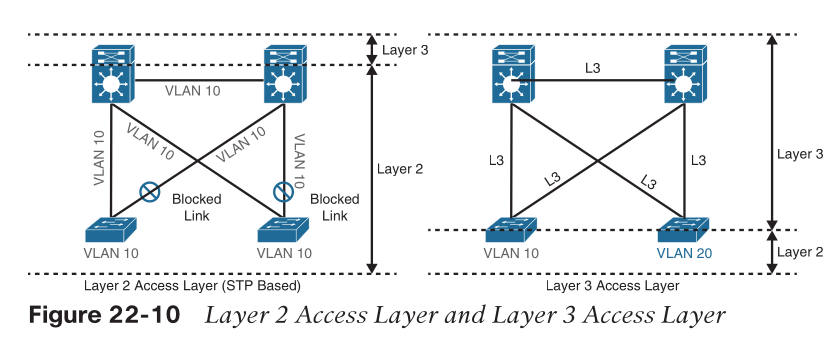 Layer 3
VLAN 10
VLAN 10
VLAN 10
VLAN 10
VLAN 10
Layer 2
Blocked
Link
Blocked
Link
VLAN 10
VLAN 10
Layer 2 Access Layer (STP Based)
L3
L3
L3
L3
L3
Layer 3
VLAN 10
VLAN 20
Layer 2
Layer 3 Access Layer
Figure 22-10 Layer 2 Access Layer and Layer 3 Access Layer